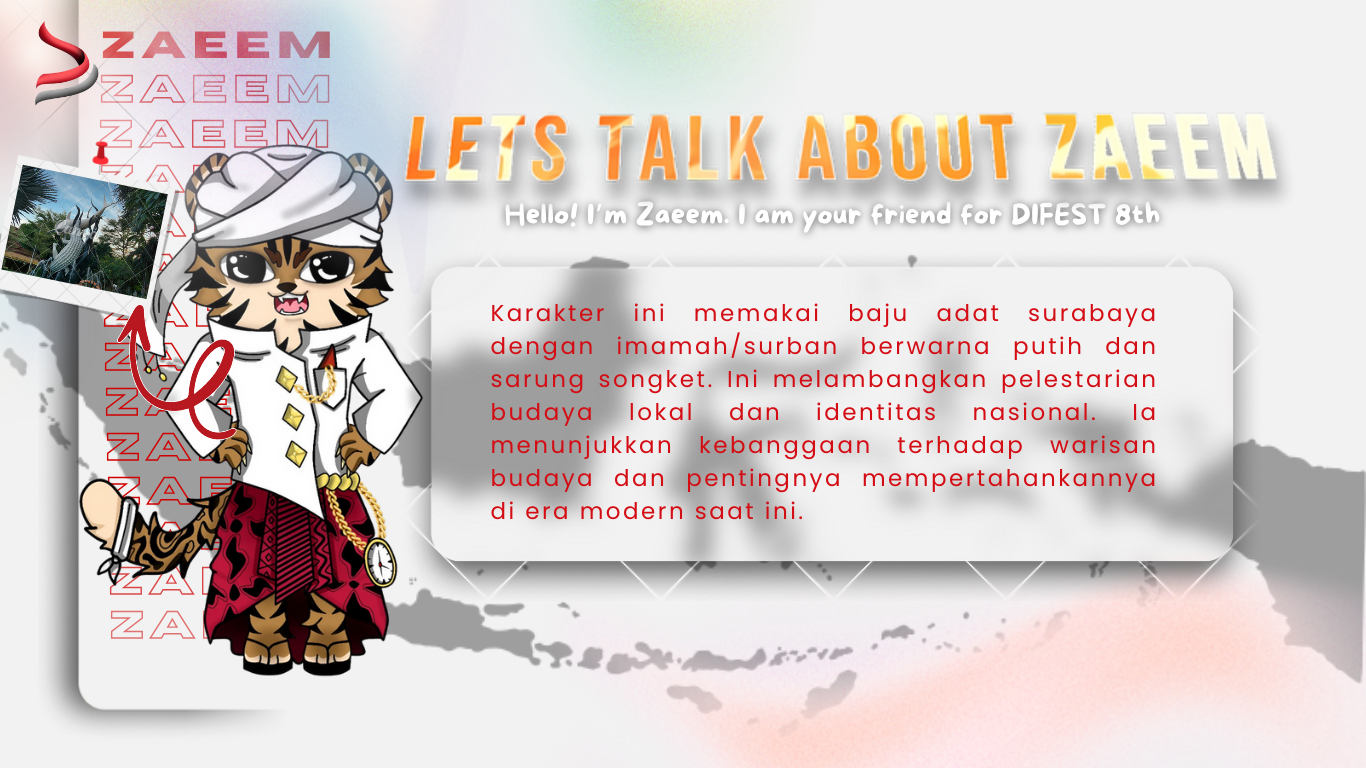 ZAEEM
ZAEEM
ZAEEM
LETS TALK ABOUT ZAEEM
Hello! I'm Zaeem. I am your friend for DIFEST 8th
Karakter ini memakai baju adat surabaya
dengan imamah/surban berwarna putih dan
sarung songket. Ini melambangkan pelestarian
budaya lokal dan identitas nasional. Ia
menunjukkan kebanggaan terhadap warisan
budaya dan pentingnya mempertahankannya
di era modern saat ini.